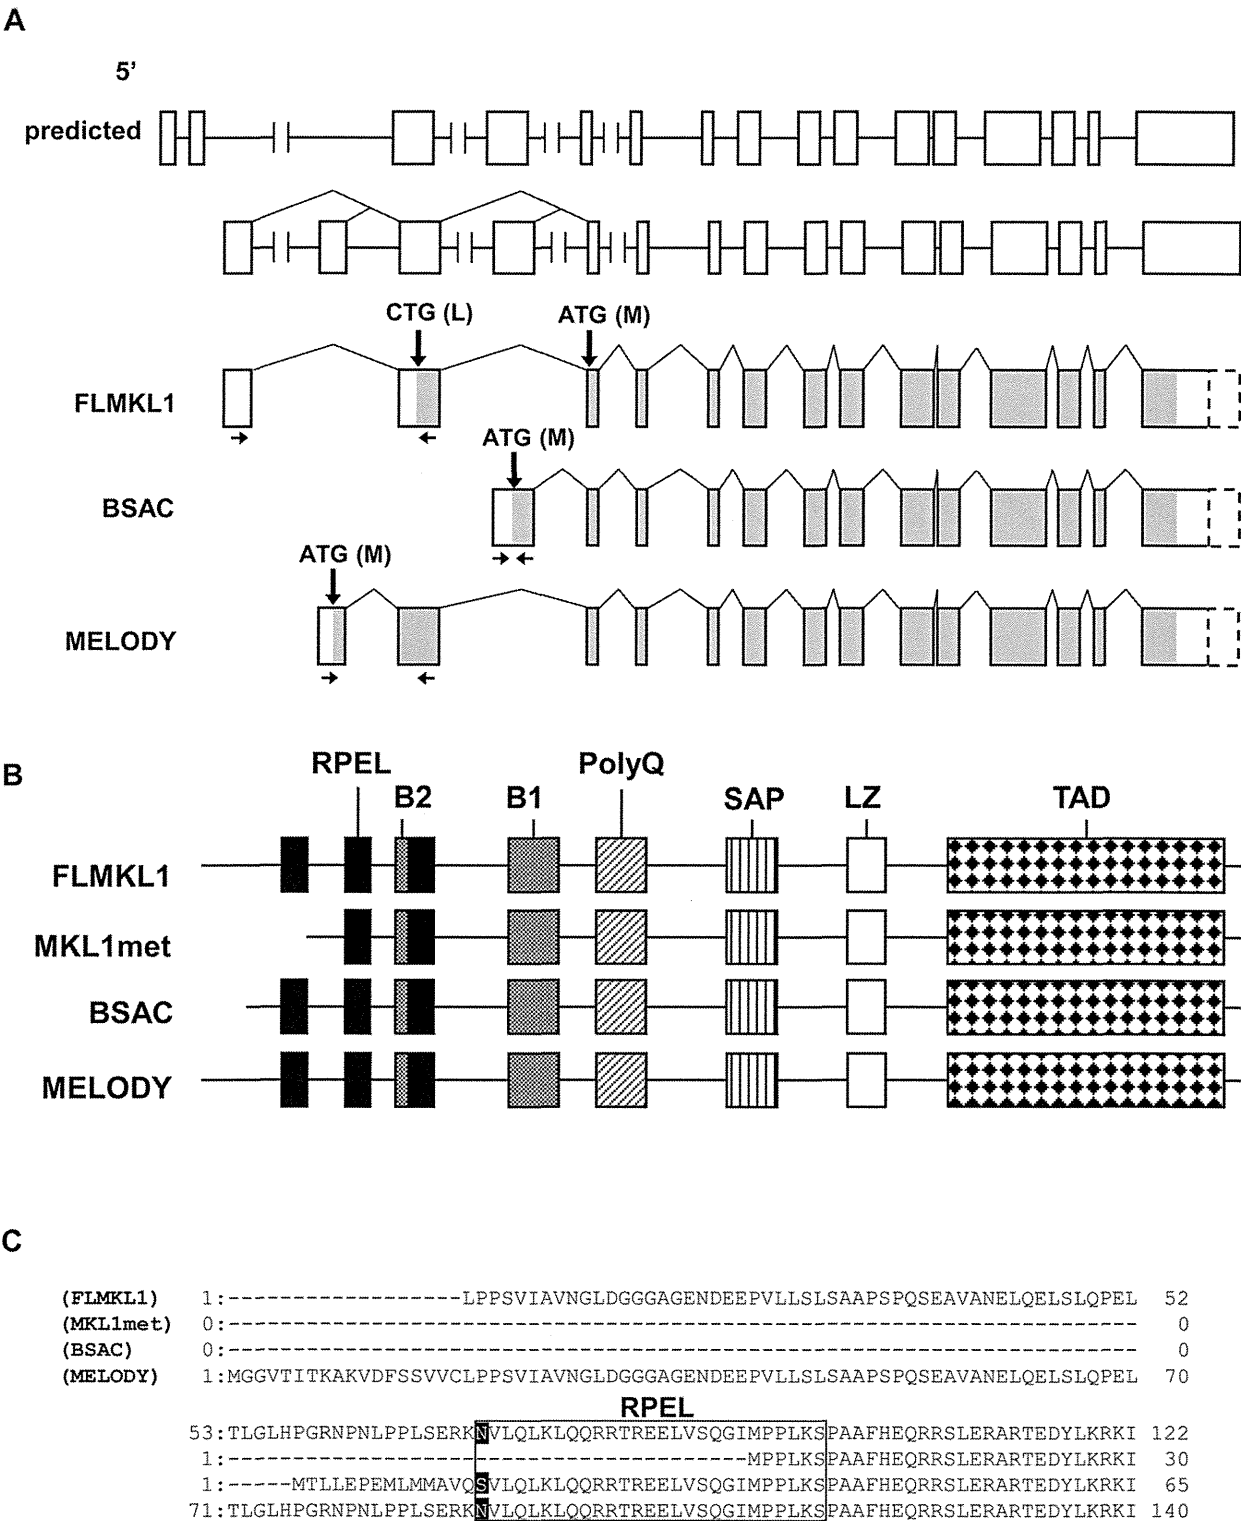 A
5'
predicted
CTG (L) ATG (M)
FLMKL1
ATG (M)
BSAC
ATG (M)
MELODY
B
RPEL B2 B1 PolyQ SAP LZ TAD
FLMKL1
MKL1met
BSAC
MELODY
C
(FLMKL1) 1:------------------LPPSVIAVNGLDGGGAGENDEEPVLLSLSAAPSPQSEAVANELQELSLQPEL 52
(MKL1met) 0:---------------------------------------------------------------------- 0
(BSAC) 0:---------------------------------------------------------------------- 0
(MELODY) 1:MGGVTITKAKVDFSSVVCLPPSVIAVNGLDGGGAGENDEEPVLLSLSAAPSPQSEAVANELQELSLQPEL 70
RPEL
53:TLGLHPGRNPNLPPLSERKNVLQLKLQQRRTREELVSQGIMPPLKSPAAFHEQRRSLERARTEDYLKRKI 122
1:----------------------------------------MPPLKSPAAFHEQRRSLERARTEDYLKRKI 30
1:-----MTLLEPEMLMMAVQSVLQLKLQQRRTREELVSQGIMPPLKSPAAFHEQRRSLERARTEDYLKRKI 65
71:TLGLHPGRNPNLPPLSERKNVLQLKLQQRRTREELVSQGIMPPLKSPAAFHEQRRSLERARTEDYLKRKI 140